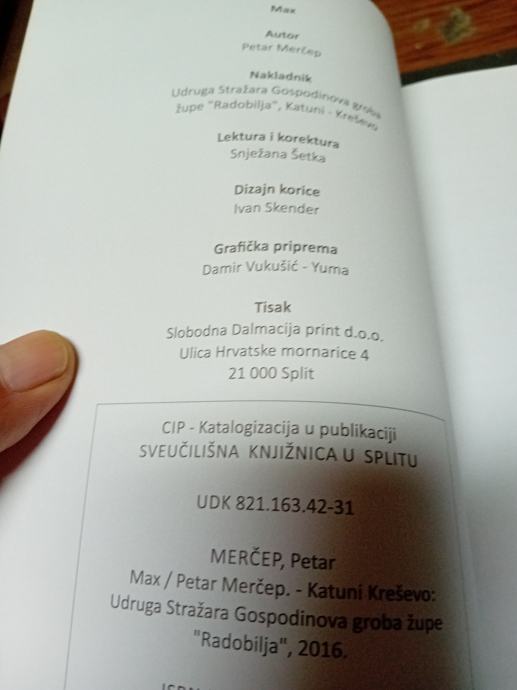 Max
Autor
Petar Merčep
Nakladnik
Udruga Stražara Gospodinova groba
župe "Radobilja", Katuni - Kreševo
Lektura i korektura
Snježana Šetka
Dizajn korice
Ivan Skender
Grafička priprema
Damir Vukušić - Yuma
Tisak
Slobodna Dalmacija print d.o.o.
Ulica Hrvatske mornarice 4
21 000 Split
CIP - Katalogizacija u publikaciji
SVEUČILIŠNA KNJIŽNICA U SPLITU
UDK 821.163.42-31
MERČEP, Petar
Max / Petar Merčep. - Katuni Kreševo:
Udruga Stražara Gospodinova groba župe
"Radobilja", 2016.